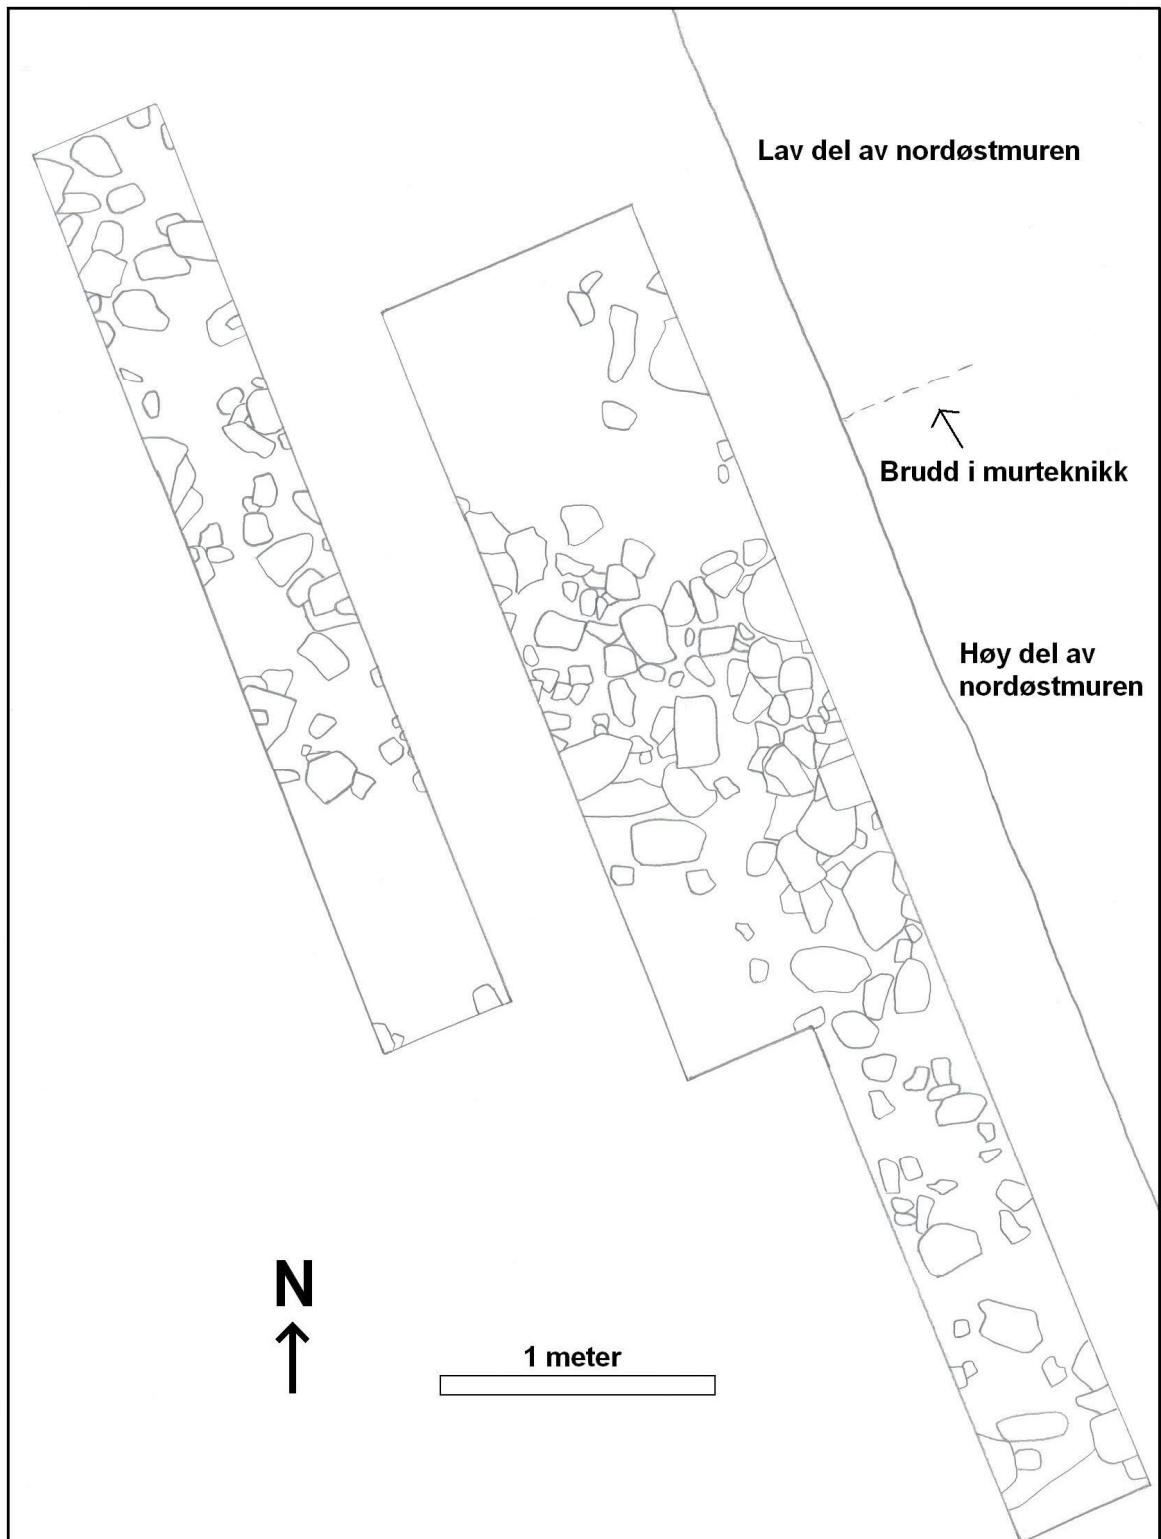 Lav del av nordøstmuren
Brudd i murteknikk
Høy del av
nordøstmuren
N
1 meter